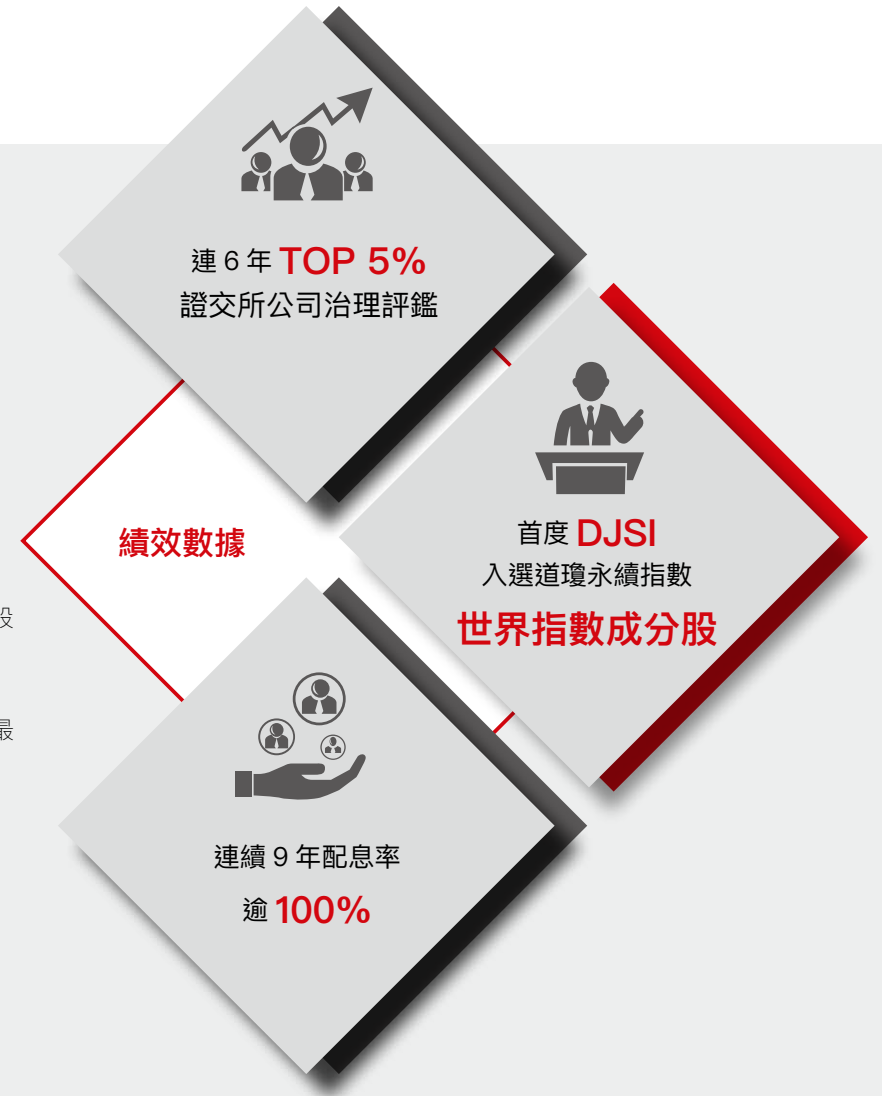 連 6 年 TOP 5%
證交所公司治理評鑑
首度 DJSI
入選道瓊永續指數
世界指數成分股
績效數據
股
最
連續 9 年配息率
逾 100%